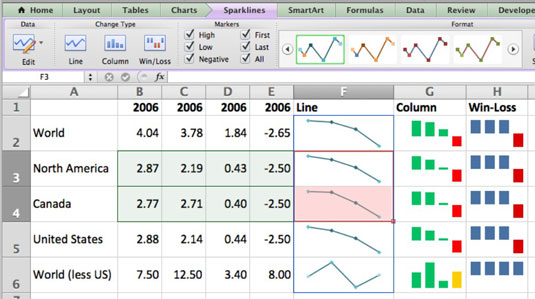 Home Layout Tables Charts Sparklines SmartArt Formulas Data Review Develope
Data Change Type Markers Format
High First
Low Last
Negative All
Edit Line Column Win/Loss
F3 fx
A B C D E F G H
1 2006 2006 2006 2006 Line Column Win-Loss
2 World 4.04 3.78 1.84 -2.65
3 North America 2.87 2.19 0.43 -2.50
4 Canada 2.77 2.71 0.40 -2.50
5 United States 2.88 2.14 0.44 -2.50
6 World (less US) 7.50 12.50 3.40 8.00